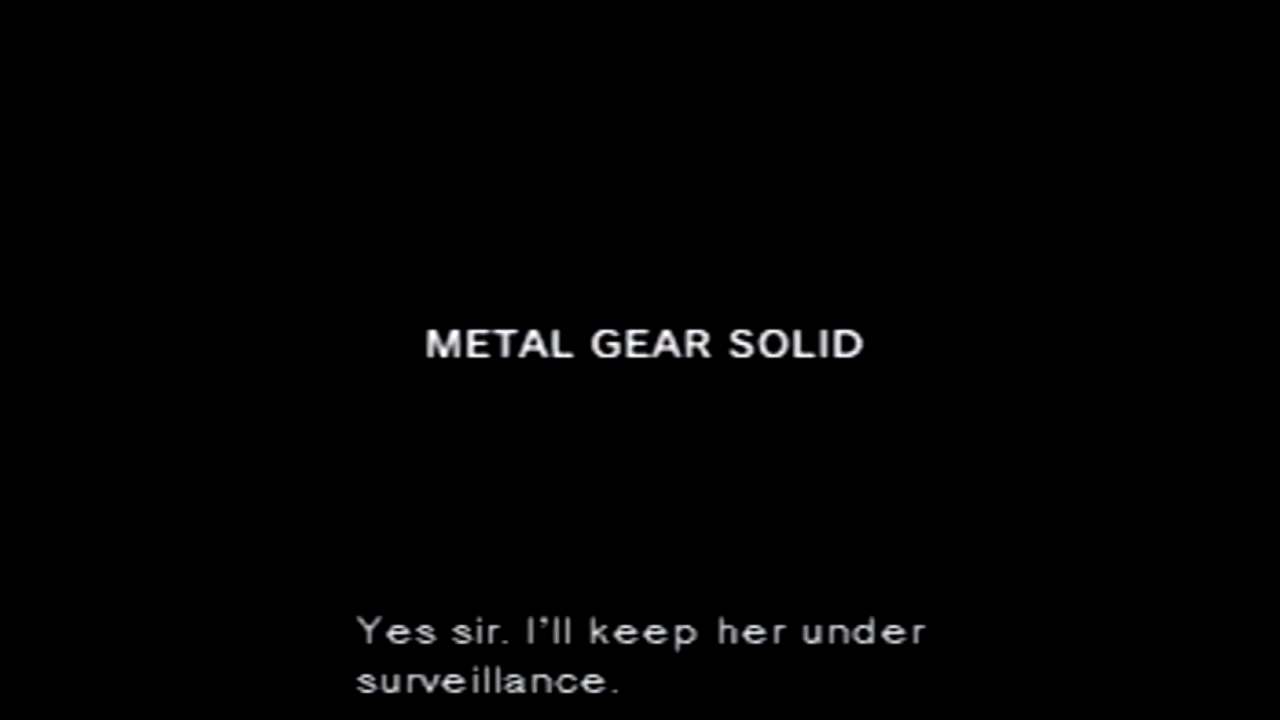 METAL GEAR SOLID
Yes sir. I'll keep her under
surveillance.